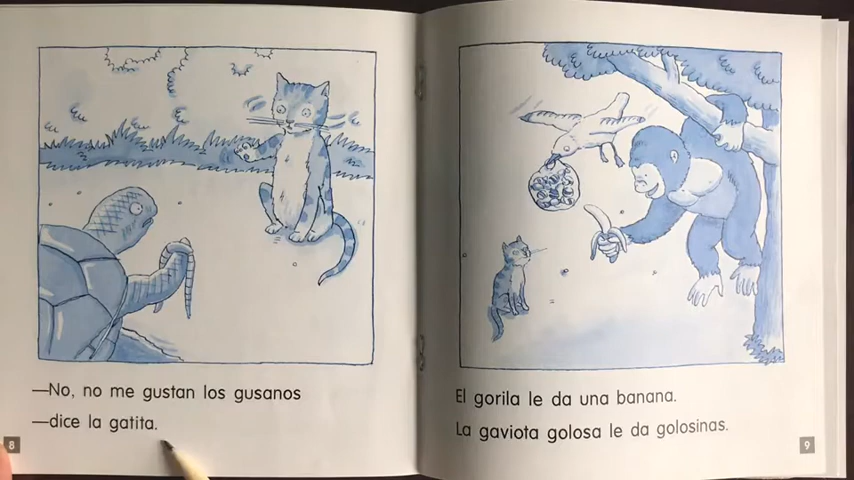 —No, no me gustan los gusanos
—dice la gatita.
8
El gorila le da una banana.
La gaviota golosa le da golosinas.
9